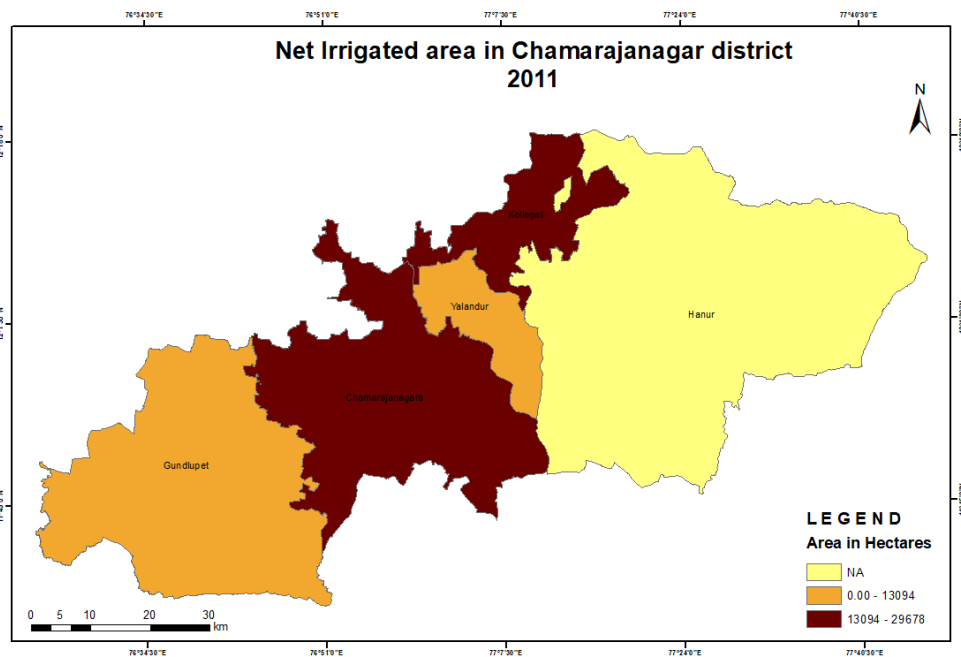 76°34'30"E 76°51'0"E 77°7'30"E 77°24'0"E 77°40'30"E
Net Irrigated area in Chamarajanagar district
2011
N
Kollegal
Yalandur
Hanur
Chamarajanagara
Gundlupet
LEGEND
Area in Hectares
NA
0.00 - 13094
13094 - 29678
0 5 10 20 30
km
76°34'30"E 76°51'0"E 77°7'30"E 77°24'0"E 77°40'30"E